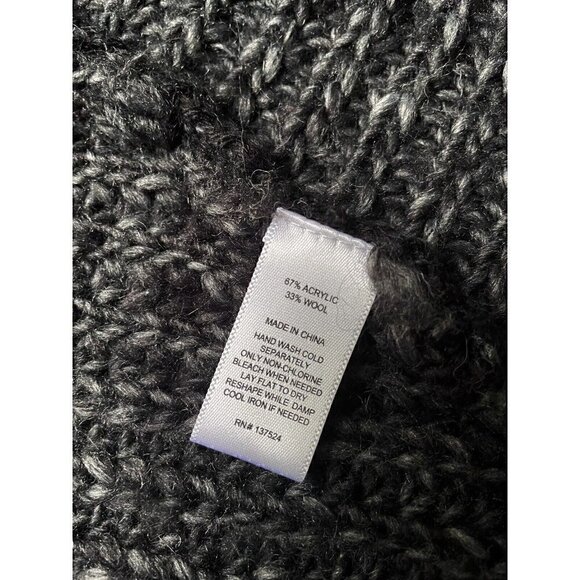 67% ACRYLIC
33% WOOL
MADE IN CHINA
HAND WASH COLD
SEPARATELY
ONLY NON-CHLORINE
BLEACH WHEN NEEDED
LAY FLAT TO DRY
RESHAPE WHILE DAMP
COOL IRON IF NEEDED
RN# 137524